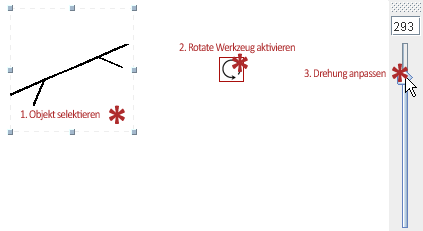 293
2. Rotate Werkzeug aktivieren
3. Drehung anpassen
1. Objekt selektieren